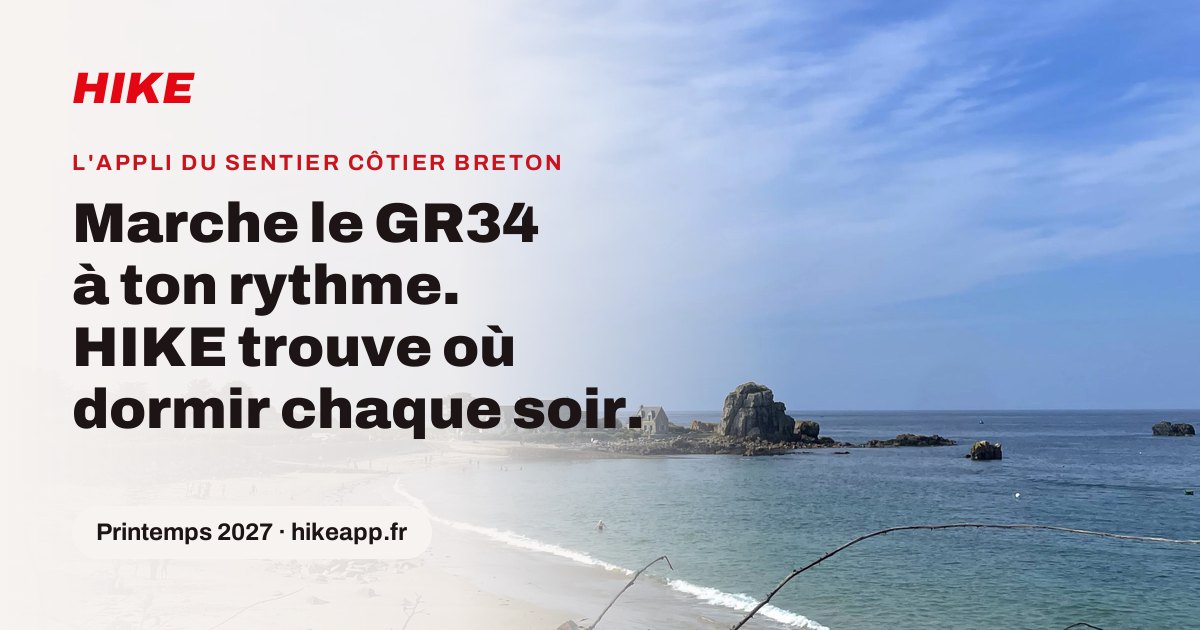 HIKE
L'APPLI DU SENTIER CÔTIER BRETON
Marche le GR34
à ton rythme.
HIKE trouve où
dormir chaque soir.
Printemps 2027 · hikeapp.fr